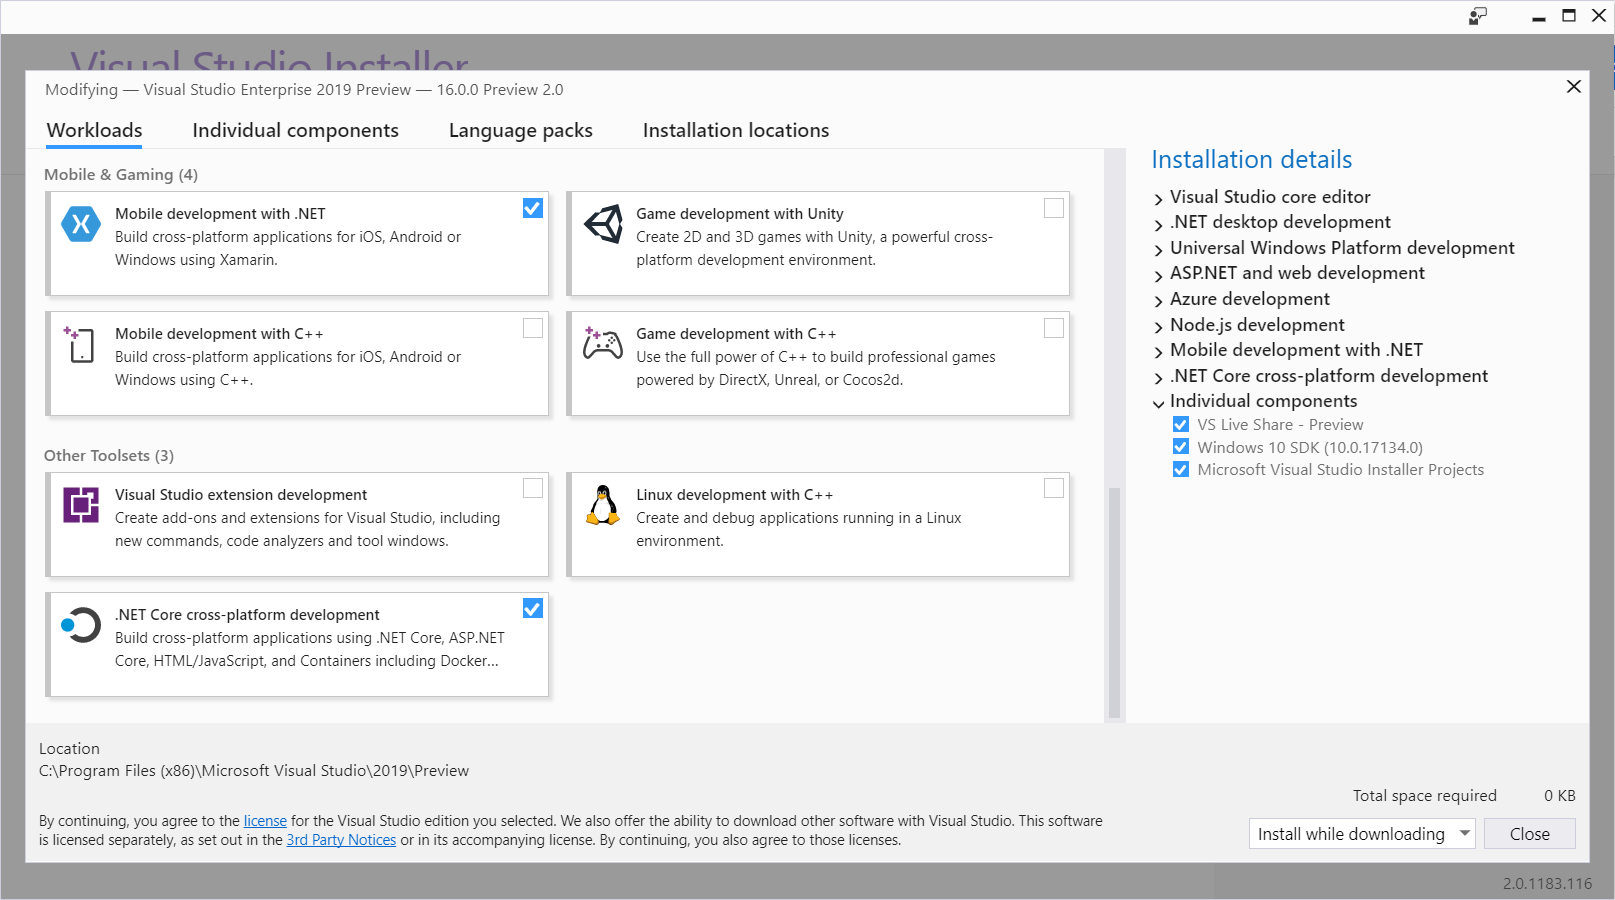 Visual Studio Installer
Modifying — Visual Studio Enterprise 2019 Preview — 16.0.0 Preview 2.0
Workloads
Individual components
Language packs
Installation locations
Mobile & Gaming (4)
Mobile development with .NET
Build cross-platform applications for iOS, Android or
Windows using Xamarin.
Game development with Unity
Create 2D and 3D games with Unity, a powerful cross-
platform development environment.
Mobile development with C++
Build cross-platform applications for iOS, Android or
Windows using C++.
Game development with C++
Use the full power of C++ to build professional games
powered by DirectX, Unreal, or Cocos2d.
Other Toolsets (3)
Visual Studio extension development
Create add-ons and extensions for Visual Studio, including
new commands, code analyzers and tool windows.
Linux development with C++
Create and debug applications running in a Linux
environment.
.NET Core cross-platform development
Build cross-platform applications using .NET Core, ASP.NET
Core, HTML/JavaScript, and Containers including Docker...
Installation details
Visual Studio core editor
.NET desktop development
Universal Windows Platform development
ASP.NET and web development
Azure development
Node.js development
Mobile development with .NET
.NET Core cross-platform development
Individual components
VS Live Share - Preview
Windows 10 SDK (10.0.17134.0)
Microsoft Visual Studio Installer Projects
Location
C:\Program Files (x86)\Microsoft Visual Studio\2019\Preview
Total space required 0 KB
By continuing, you agree to the license for the Visual Studio edition you selected. We also offer the ability to download other software with Visual Studio. This software
is licensed separately, as set out in the 3rd Party Notices or in its accompanying license. By continuing, you also agree to those licenses.
Install while downloading
Close
2.0.1183.116